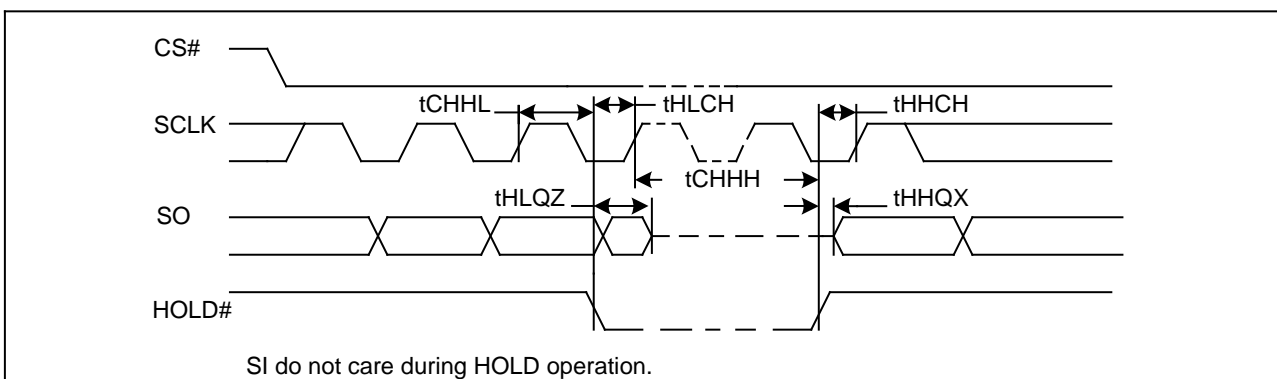 CS#
tCHHL
tHLCH
tHHCH
SCLK
tCHHH
tHLQZ
tHHQX
SO
HOLD#
SI do not care during HOLD operation.